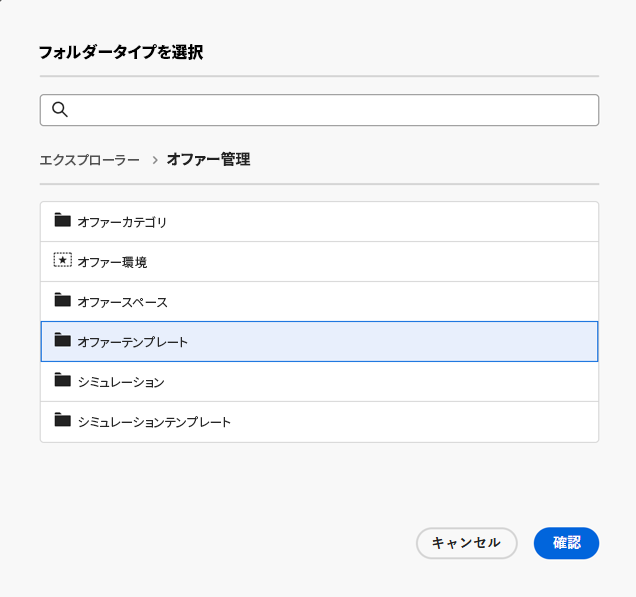 フォルダータイプを選択
エクスプローラー > オファー管理
オファーカテゴリ
オファー環境
オファースペース
オファーテンプレート
シミュレーション
シミュレーションテンプレート
キャンセル 確認